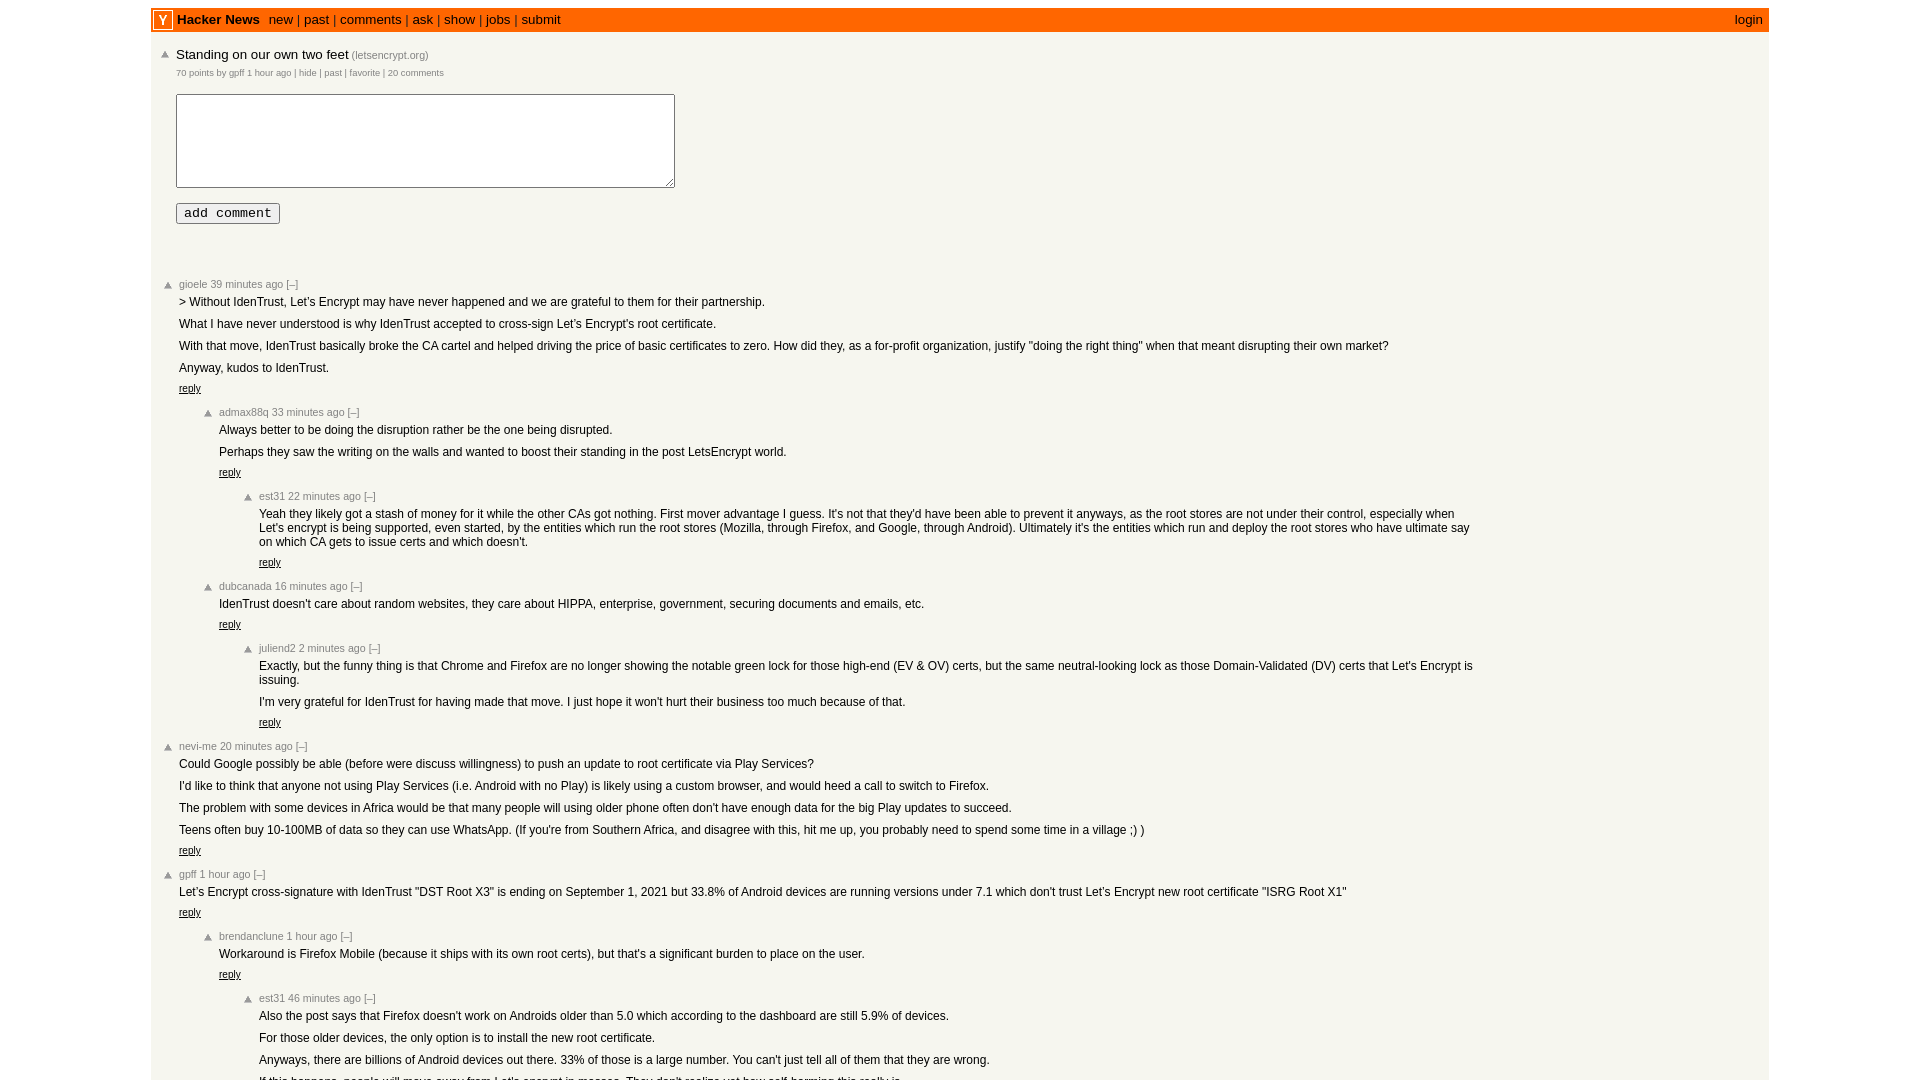 Y Hacker News new | past | comments | ask | show | jobs | submit login
Standing on our own two feet (letsencrypt.org)
70 points by gpff 1 hour ago | hide | past | favorite | 20 comments
add comment
gioele 39 minutes ago [–]
> Without IdenTrust, Let’s Encrypt may have never happened and we are grateful to them for their partnership.
What I have never understood is why IdenTrust accepted to cross-sign Let’s Encrypt's root certificate.
With that move, IdenTrust basically broke the CA cartel and helped driving the price of basic certificates to zero. How did they, as a for-profit organization, justify "doing the right thing" when that meant disrupting their own market?
Anyway, kudos to IdenTrust.
reply
admax88q 33 minutes ago [–]
Always better to be doing the disruption rather be the one being disrupted.
Perhaps they saw the writing on the walls and wanted to boost their standing in the post LetsEncrypt world.
reply
est31 22 minutes ago [–]
Yeah they likely got a stash of money for it while the other CAs got nothing. First mover advantage I guess. It's not that they'd have been able to prevent it anyways, as the root stores are not under their control, especially when
Let's encrypt is being supported, even started, by the entities which run the root stores (Mozilla, through Firefox, and Google, through Android). Ultimately it's the entities which run and deploy the root stores who have ultimate say
on which CA gets to issue certs and which doesn't.
reply
dubcanada 16 minutes ago [–]
IdenTrust doesn't care about random websites, they care about HIPPA, enterprise, government, securing documents and emails, etc.
reply
juliend2 2 minutes ago [–]
Exactly, but the funny thing is that Chrome and Firefox are no longer showing the notable green lock for those high-end (EV & OV) certs, but the same neutral-looking lock as those Domain-Validated (DV) certs that Let's Encrypt is
issuing.
I'm very grateful for IdenTrust for having made that move. I just hope it won't hurt their business too much because of that.
reply
nevi-me 20 minutes ago [–]
Could Google possibly be able (before were discuss willingness) to push an update to root certificate via Play Services?
I'd like to think that anyone not using Play Services (i.e. Android with no Play) is likely using a custom browser, and would heed a call to switch to Firefox.
The problem with some devices in Africa would be that many people will using older phone often don't have enough data for the big Play updates to succeed.
Teens often buy 10-100MB of data so they can use WhatsApp. (If you're from Southern Africa, and disagree with this, hit me up, you probably need to spend some time in a village ;) )
reply
gpff 1 hour ago [–]
Let’s Encrypt cross-signature with IdenTrust "DST Root X3" is ending on September 1, 2021 but 33.8% of Android devices are running versions under 7.1 which don't trust Let’s Encrypt new root certificate "ISRG Root X1"
reply
brendanclune 1 hour ago [–]
Workaround is Firefox Mobile (because it ships with its own root certs), but that's a significant burden to place on the user.
reply
est31 46 minutes ago [–]
Also the post says that Firefox doesn't work on Androids older than 5.0 which according to the dashboard are still 5.9% of devices.
For those older devices, the only option is to install the new root certificate.
Anyways, there are billions of Android devices out there. 33% of those is a large number. You can't just tell all of them that they are wrong.
If this happens, people will move away from Let's encrypt in masses. They don't realize yet how self-harming this really is.